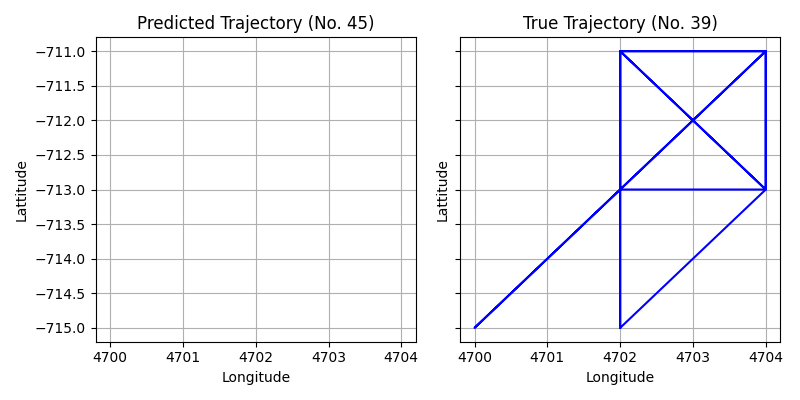 Predicted Trajectory (No. 45)
Lattitude
−711.0
−711.5
−712.0
−712.5
−713.0
−713.5
−714.0
−714.5
−715.0
4700 4701 4702 4703 4704
Longitude
True Trajectory (No. 39)
Lattitude
4700 4701 4702 4703 4704
Longitude